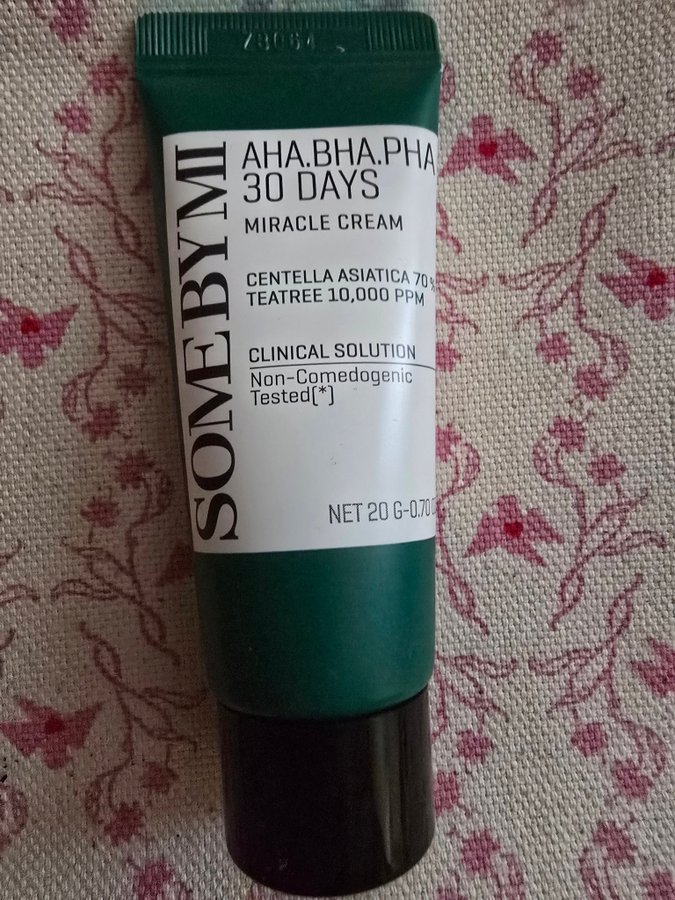 SOME BY MI
AHA.BHA.PHA
30 DAYS
MIRACLE CREAM
CENTELLA ASIATICA 70 %
TEATREE 10,000 PPM
CLINICAL SOLUTION
Non-Comedogenic
Tested(*)
NET 20 G-0.70